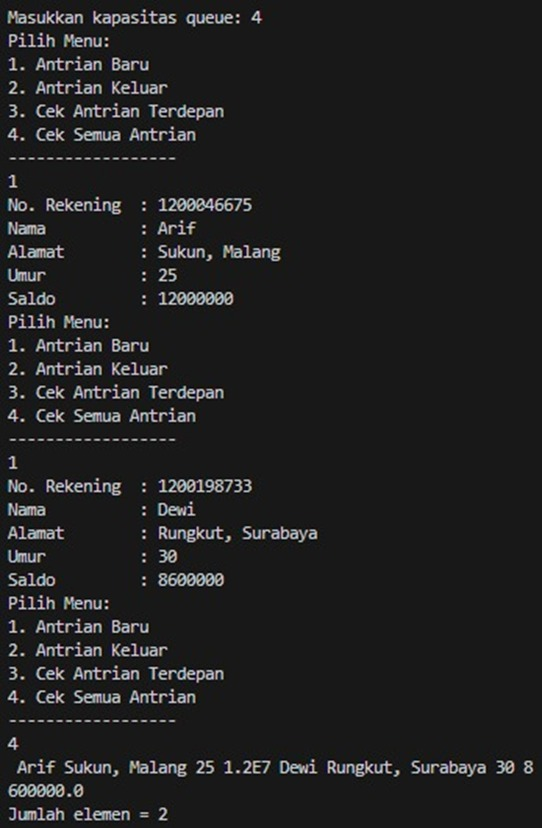 Masukkan kapasitas queue: 4
Pilih Menu:
1. Antrian Baru
2. Antrian Keluar
3. Cek Antrian Terdepan
4. Cek Semua Antrian
------------------
1
No. Rekening  : 1200046675
Nama          : Arif
Alamat        : Sukun, Malang
Umur          : 25
Saldo         : 12000000
Pilih Menu:
1. Antrian Baru
2. Antrian Keluar
3. Cek Antrian Terdepan
4. Cek Semua Antrian
------------------
1
No. Rekening  : 1200198733
Nama          : Dewi
Alamat        : Rungkut, Surabaya
Umur          : 30
Saldo         : 8600000
Pilih Menu:
1. Antrian Baru
2. Antrian Keluar
3. Cek Antrian Terdepan
4. Cek Semua Antrian
------------------
4
 Arif Sukun, Malang 25 1.2E7 Dewi Rungkut, Surabaya 30 8
600000.0
Jumlah elemen = 2